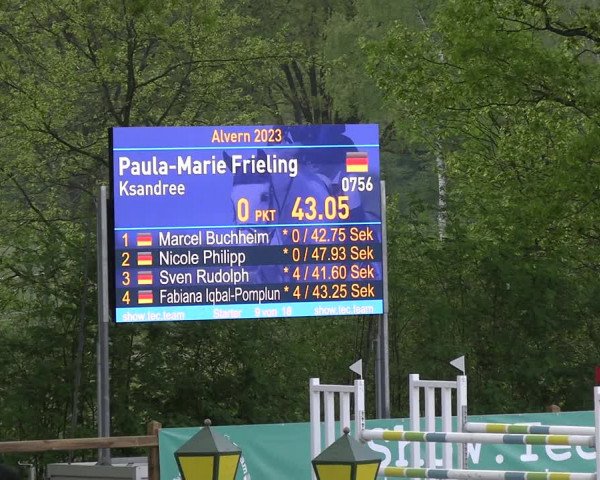 Alvern 2023
Paula-Marie Frieling
Ksandree 0756
0 PKT 43.05
1 Marcel Buchheim * 0 / 42.75 Sek
2 Nicole Philipp * 0 / 47.93 Sek
3 Sven Rudolph * 4 / 41.60 Sek
4 Fabiana Iqbal-Pomplun * 4 / 43.25 Sek
show.tec.team Starter 9 von 18 show.tec.team
show.tec